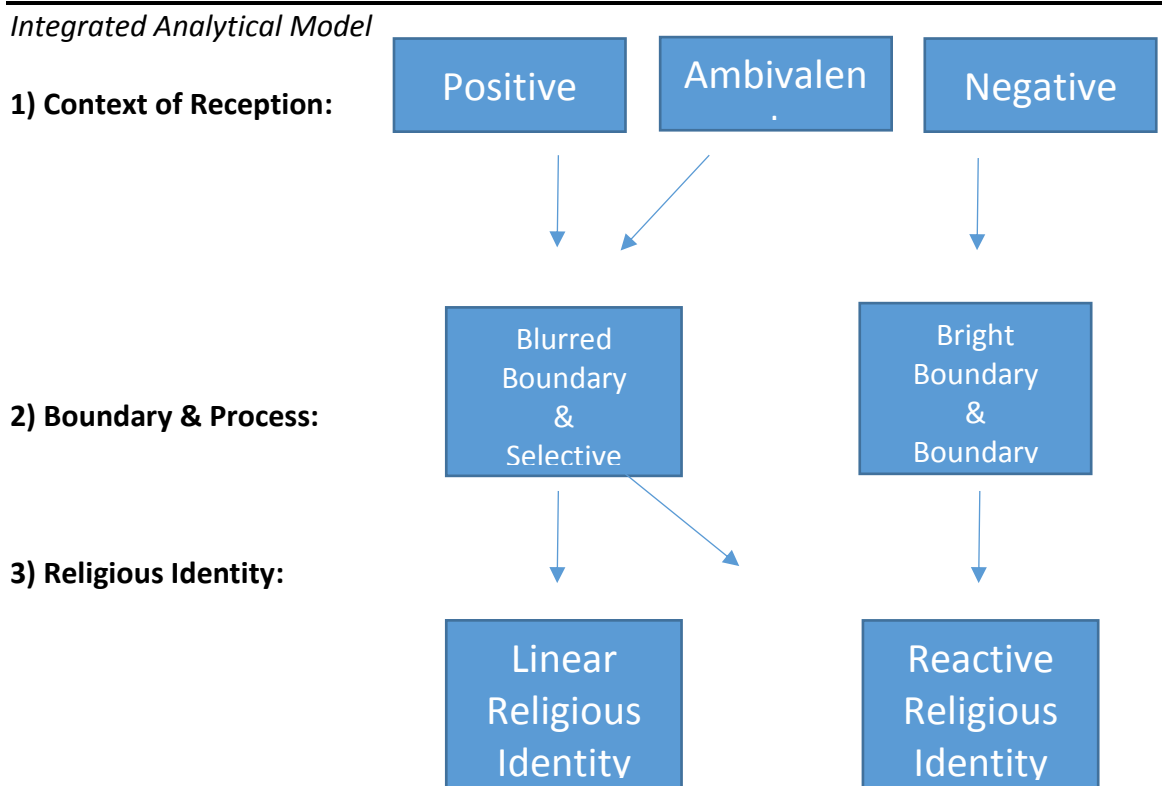 Integrated Analytical Model
1) Context of Reception:
Positive
Ambivalen
Negative
2) Boundary & Process:
Blurred
Boundary
&
Selective
Bright
Boundary
&
Boundary
3) Religious Identity:
Linear
Religious
Identity
Reactive
Religious
Identity